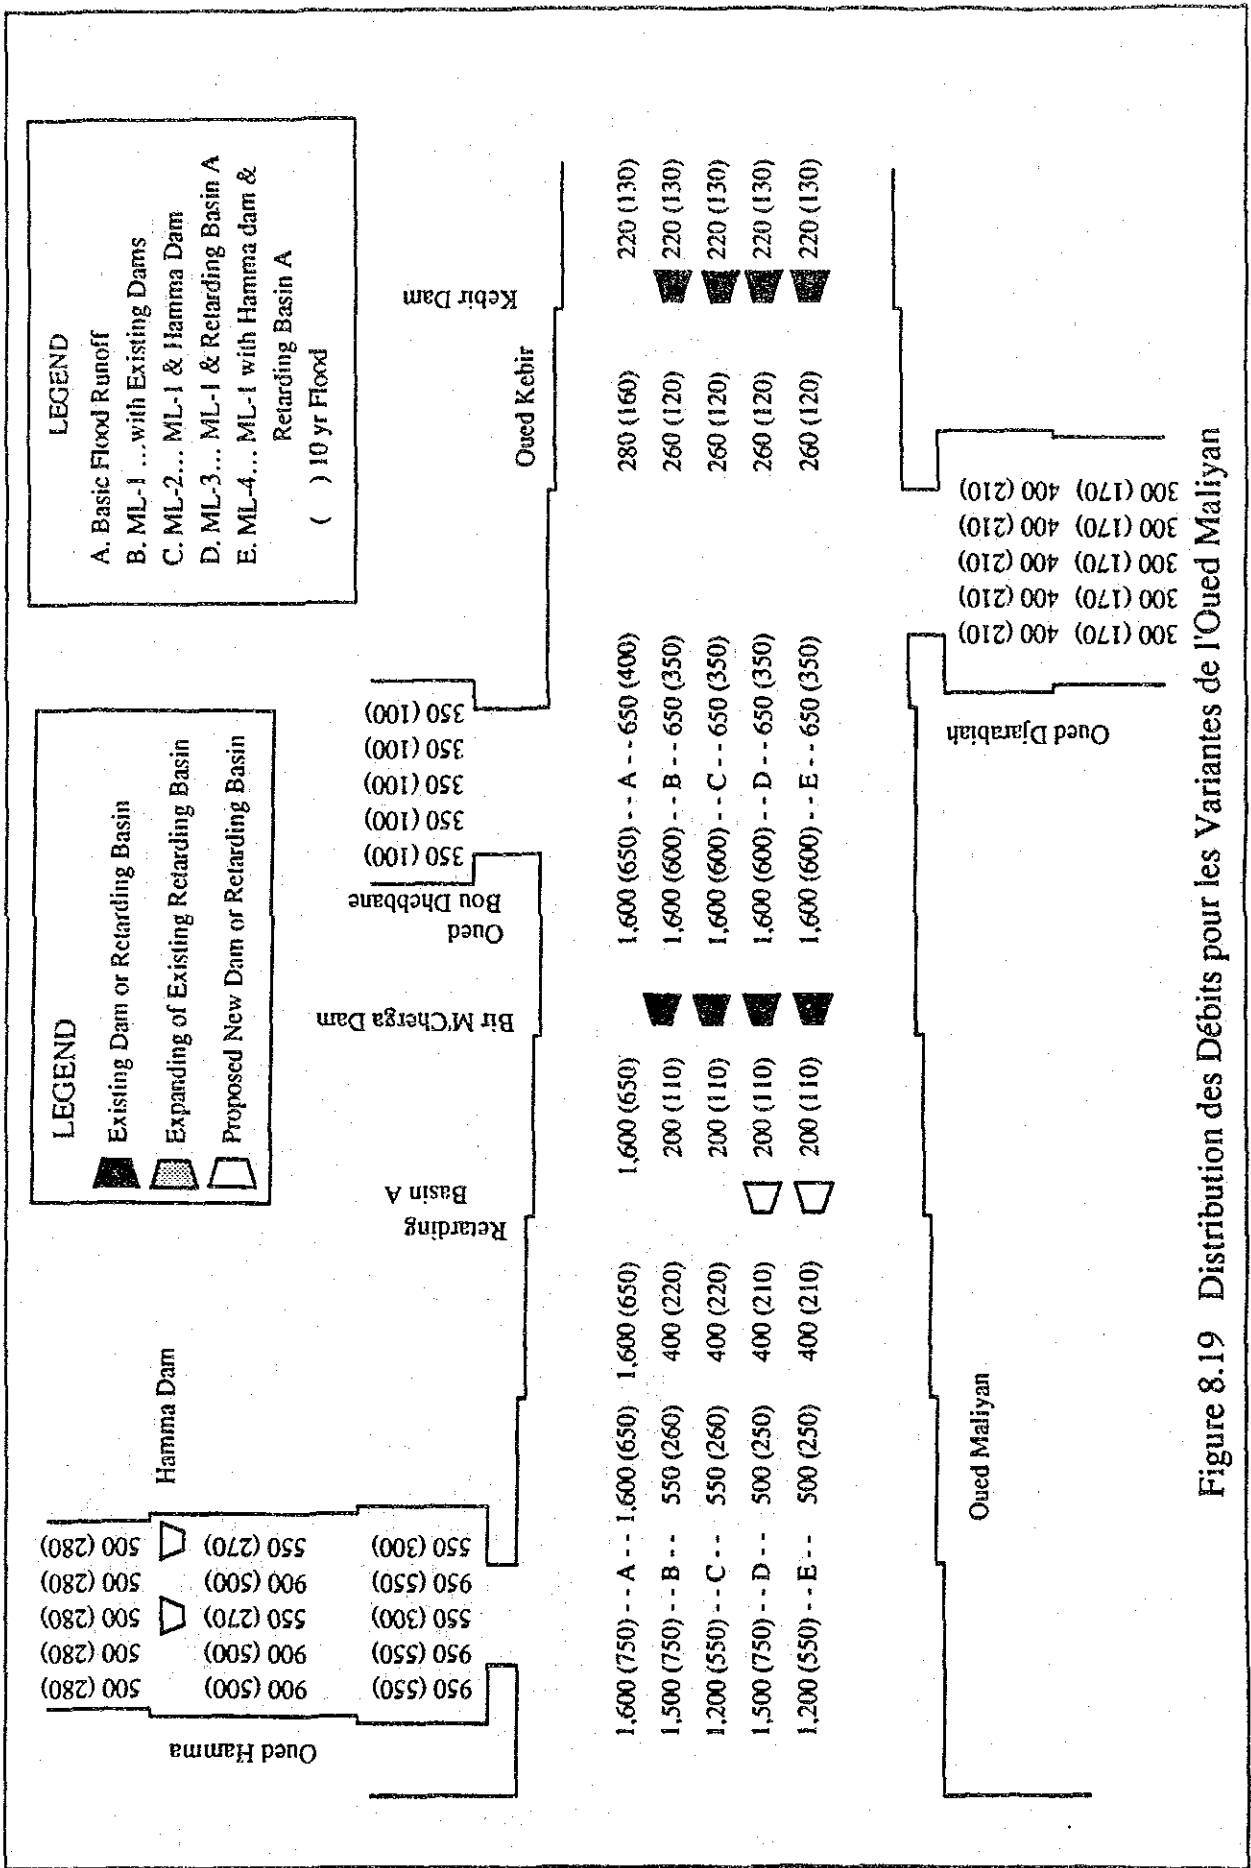 LEGEND
Existing Dam or Retarding Basin
Expanding of Existing Retarding Basin
Proposed New Dam or Retarding Basin
LEGEND
A. Basic Flood Runoff
B. ML-1 ...with Existing Dams
C. ML-2... ML-1 & Hamma Dam
D. ML-3... ML-1 & Retarding Basin A
E. ML-4... ML-1 with Hamma dam &
Retarding Basin A
( ) 10 yr Flood
Oued Hamma
950 (550) 900 (500) 500 (280)
950 (550) 900 (500) 500 (280)
550 (300) 550 (270) 500 (280)
950 (550) 900 (500) 500 (280)
550 (300) 550 (270) 500 (280)
Hamma Dam
Retarding
Basin A
Bir M'Cherga Dam
Oued
Bou Dhebbane
350 (100)
350 (100)
350 (100)
350 (100)
350 (100)
Kebir Dam
Oued Kebir
1,600 (750) - - A - - 1,600 (650) 1,600 (650) 1,600 (650) 1,600 (650) - - A - - 650 (400) 280 (160) 220 (130)
1,500 (750) - - B - - 550 (260) 400 (220) 200 (110) 1,600 (600) - - B - - 650 (350) 260 (120) 220 (130)
1,200 (550) - - C - - 550 (260) 400 (220) 200 (110) 1,600 (600) - - C - - 650 (350) 260 (120) 220 (130)
1,500 (750) - - D - - 500 (250) 400 (210) 200 (110) 1,600 (600) - - D - - 650 (350) 260 (120) 220 (130)
1,200 (550) - - E - - 500 (250) 400 (210) 200 (110) 1,600 (600) - - E - - 650 (350) 260 (120) 220 (130)
Oued Maliyan
Oued Djarabiah
300 (170) 400 (210)
300 (170) 400 (210)
300 (170) 400 (210)
300 (170) 400 (210)
300 (170) 400 (210)
Figure 8.19 Distribution des Débits pour les Variantes de l'Oued Maliyan